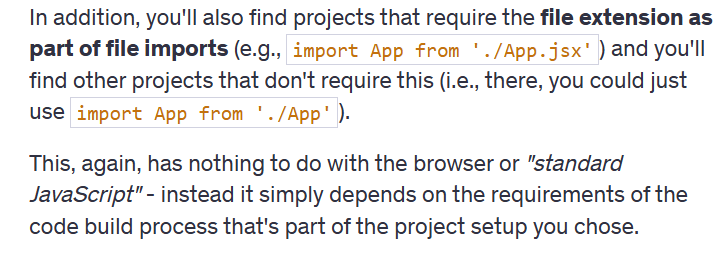 In addition, you'll also find projects that require the file extension as
part of file imports (e.g., import App from './App.jsx' ) and you'll
find other projects that don't require this (i.e., there, you could just
use import App from './App' ).
This, again, has nothing to do with the browser or "standard
JavaScript" - instead it simply depends on the requirements of the
code build process that's part of the project setup you chose.